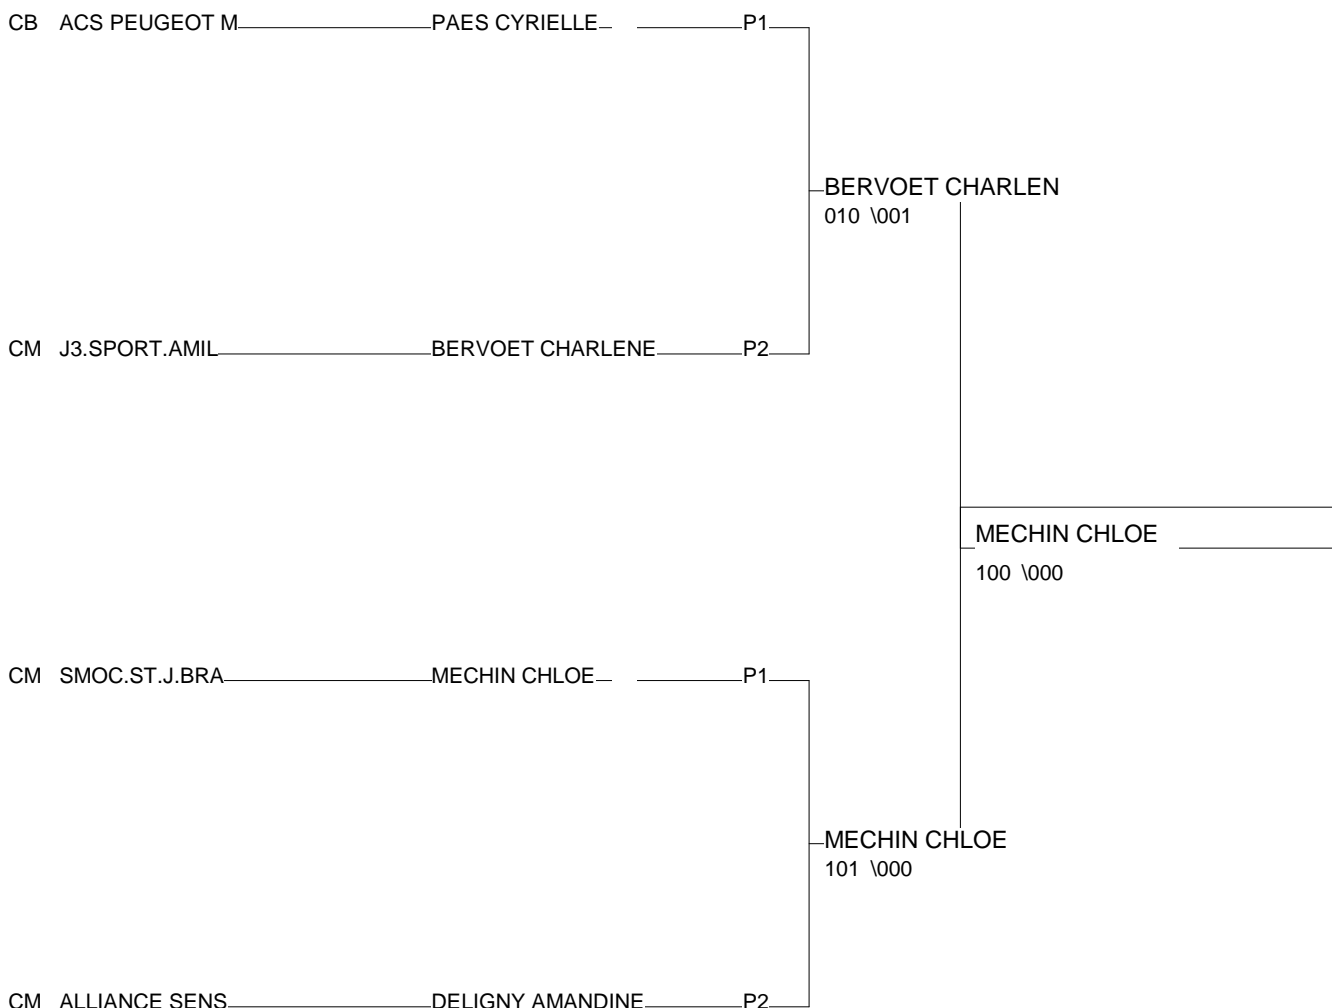 CB ACS PEUGEOT M PAES CYRIELLE P1
BERVOET CHARLEN
010 \001
CM J3.SPORT.AMIL BERVOET CHARLENE P2
MECHIN CHLOE
100 \000
CM SMOC.ST.J.BRA MECHIN CHLOE P1
MECHIN CHLOE
101 \000
CM ALLIANCE SENS DELIGNY AMANDINE P2